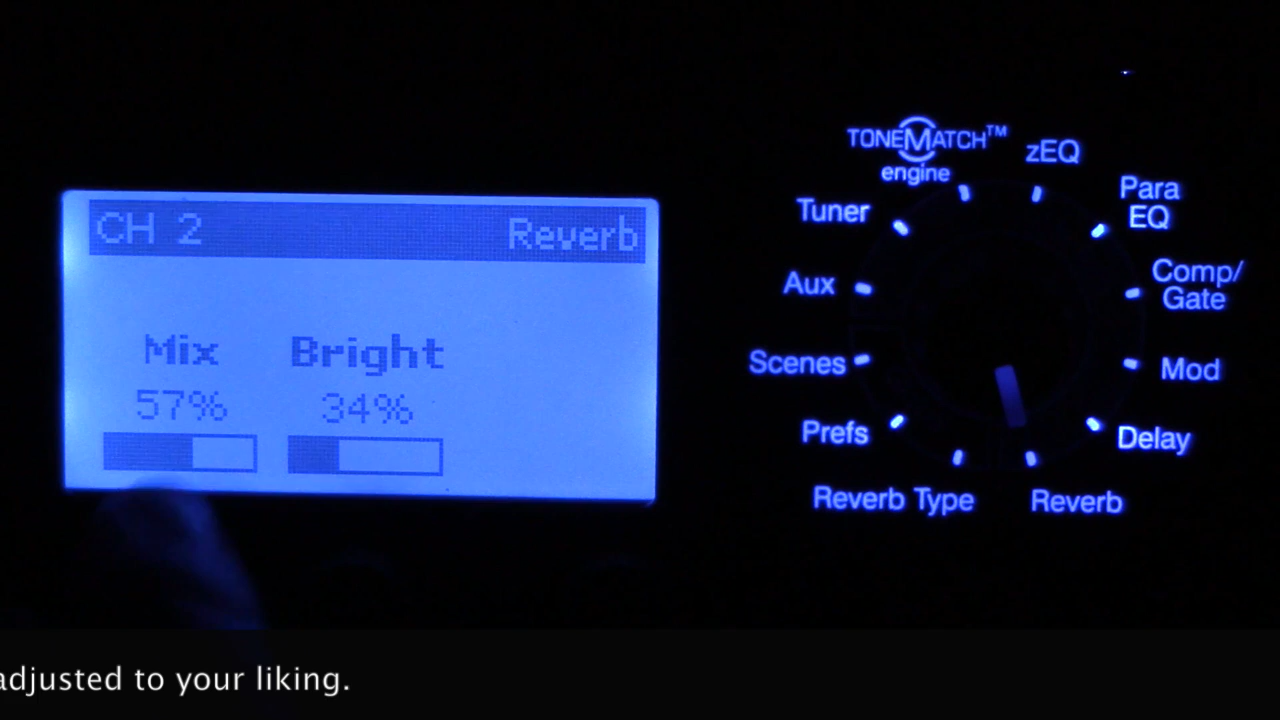 CH 2 Reverb
Mix Bright
57% 34%
TONEMATCH™
engine
zEQ
Para
EQ
Comp/
Gate
Mod
Delay
Reverb
Reverb Type
Prefs
Scenes
Aux
Tuner
adjusted to your liking.